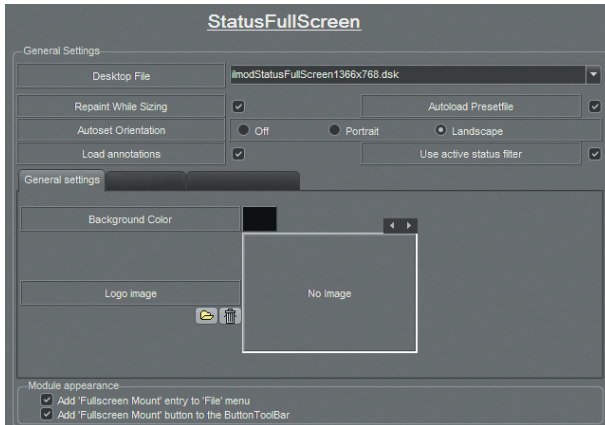 StatusFullScreen
General Settings
Desktop File
ilmodStatusFullScreen1366x768.dsk
Repaint While Sizing
Autoload Presetfile
Autoset Orientation
Off
Portrait
Landscape
Load annotations
Use active status filter
General settings
Background Color
Logo image
No Image
Module appearance
Add 'Fullscreen Mount' entry to 'File' menu
Add 'Fullscreen Mount' button to the ButtonToolBar